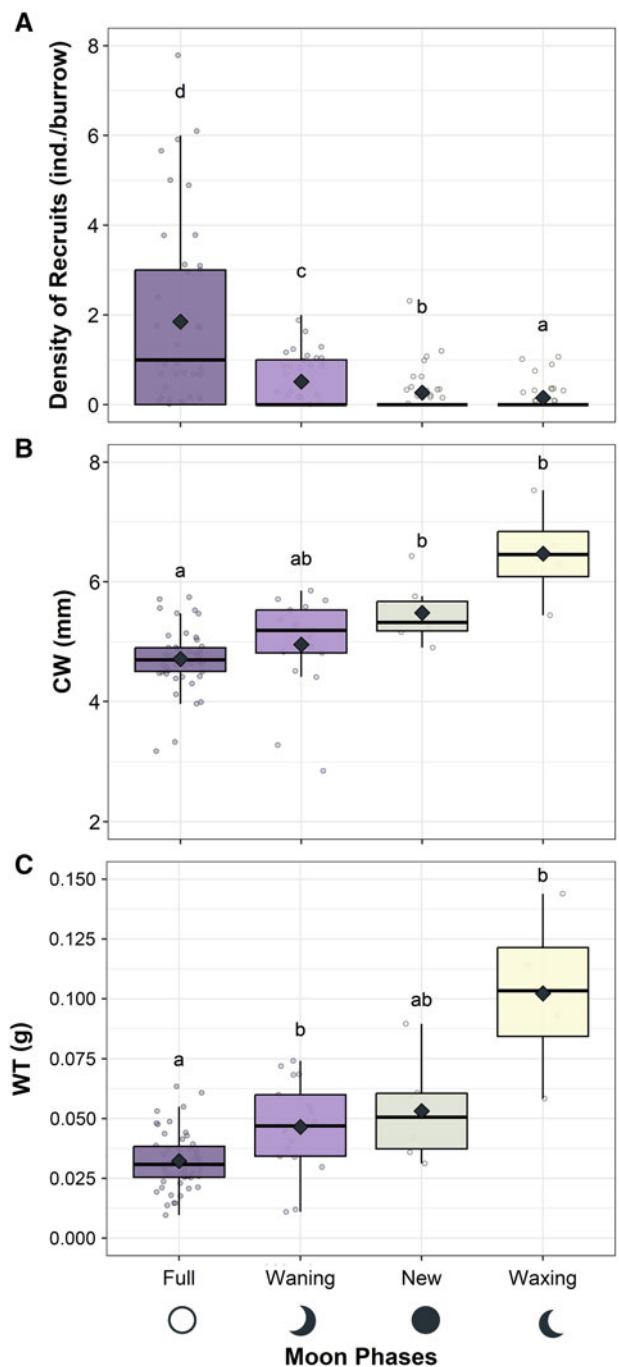 A
Density of Recruits (ind./burrow)
8
6
4
2
0
d
c
b
a
B
CW (mm)
8
6
4
2
a
ab
b
b
C
WT (g)
0.150
0.125
0.100
0.075
0.050
0.025
0.000
a
b
ab
b
Full Waning New Waxing
Moon Phases